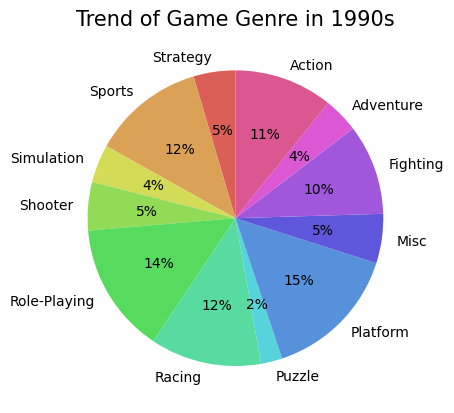 Trend of Game Genre in 1990s
Strategy
Action
Sports
Adventure
5%
11%
12%
4%
Simulation
Fighting
4%
10%
Shooter
5%
5%
Misc
14%
15%
Role-Playing
12%
2%
Platform
Racing
Puzzle